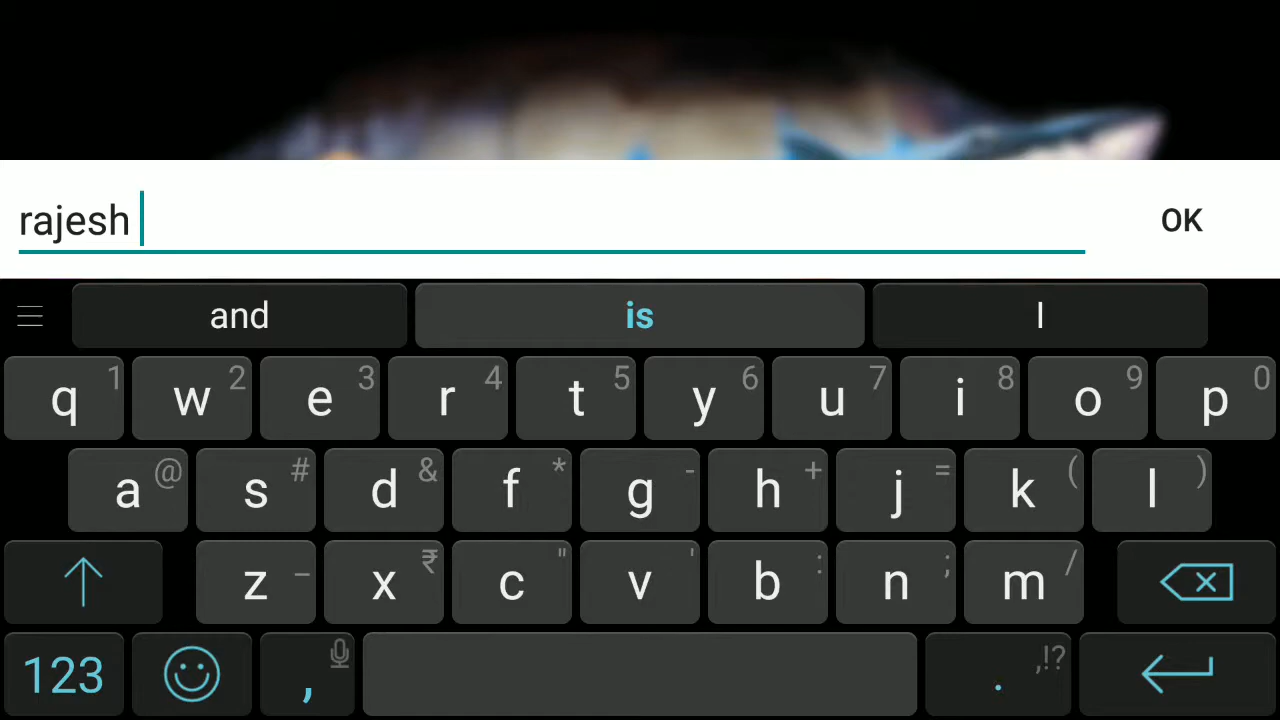 rajesh
OK
and is I
q 1 w 2 e 3 r 4 t 5 y 6 u 7 i 8 o 9 p 0
a @ s # d & f * g - h + j = k ( l )
z _ x ₹ c " v ' b : n ; m /
123 , . ,!?